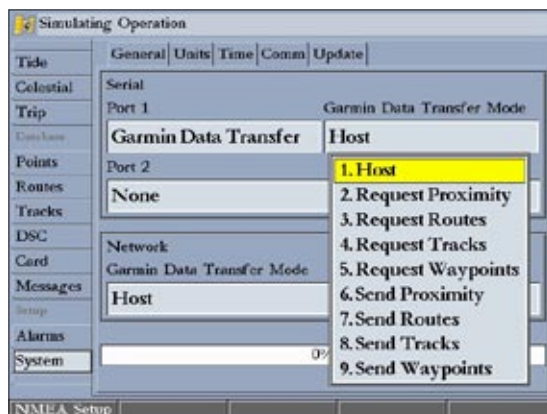 Simulating Operation
General Units Time Comm Update
Tide
Celestial
Trip
Database
Points
Routes
Tracks
DSC
Card
Messages
Setup
Alarms
System
Serial
Port 1
Garmin Data Transfer
Garmin Data Transfer Mode
Host
Port 2
None
1. Host
2. Request Proximity
3. Request Routes
4. Request Tracks
5. Request Waypoints
6. Send Proximity
7. Send Routes
8. Send Tracks
9. Send Waypoints
Network
Garmin Data Transfer Mode
Host
0%
NMEA Setup